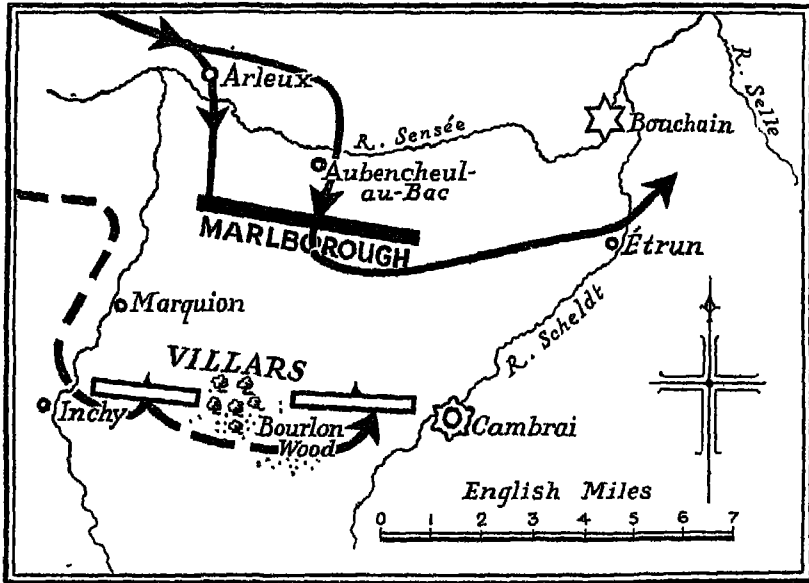 Arleux
R. Selle
R. Sensée
Bouchain
Aubencheul-
au-Bac
MARLBOROUGH
Étrun
Marquion
R. Scheldt
VILLARS
Inchy
Bourlon
Wood
Cambrai
English Miles
0 1 2 3 4 5 6 7